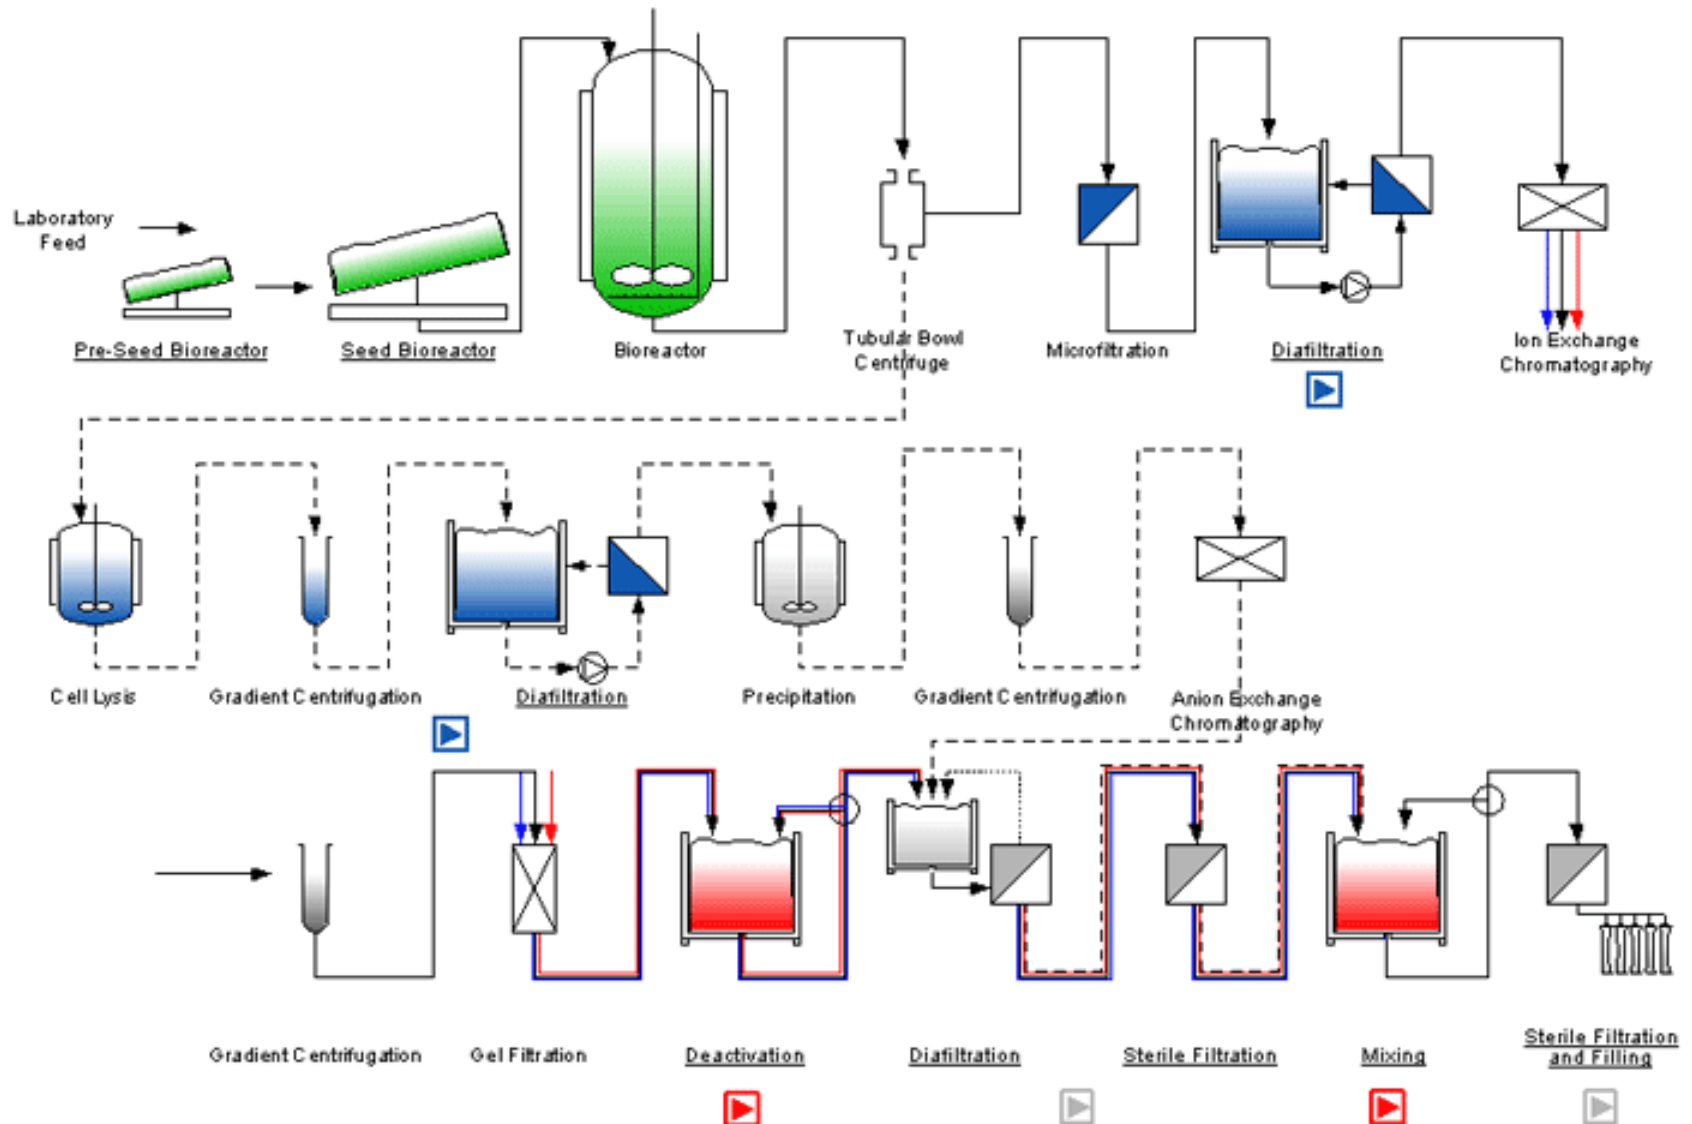 Laboratory
Feed
Pre-Seed Bioreactor
Seed Bioreactor
Bioreactor
Tubular Bowl
Centrifuge
Microfiltration
Diafiltration
Ion Exchange
Chromatography
Cell Lysis
Gradient Centrifugation
Diafiltration
Precipitation
Gradient Centrifugation
Anion Exchange
Chromatography
Gradient Centrifugation
Gel Filtration
Deactivation
Diafiltration
Sterile Filtration
Mixing
Sterile Filtration
and Filling